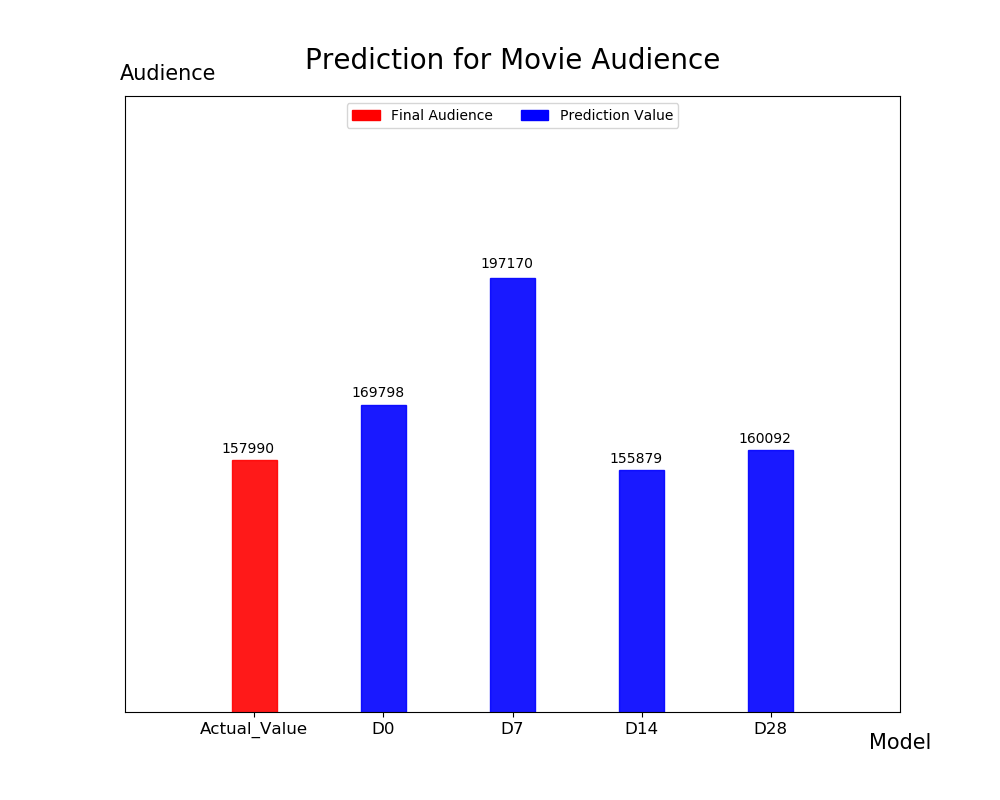 Prediction for Movie Audience
Audience
Final Audience
Prediction Value
197170
169798
157990
155879
160092
Actual_Value
D0
D7
D14
D28
Model